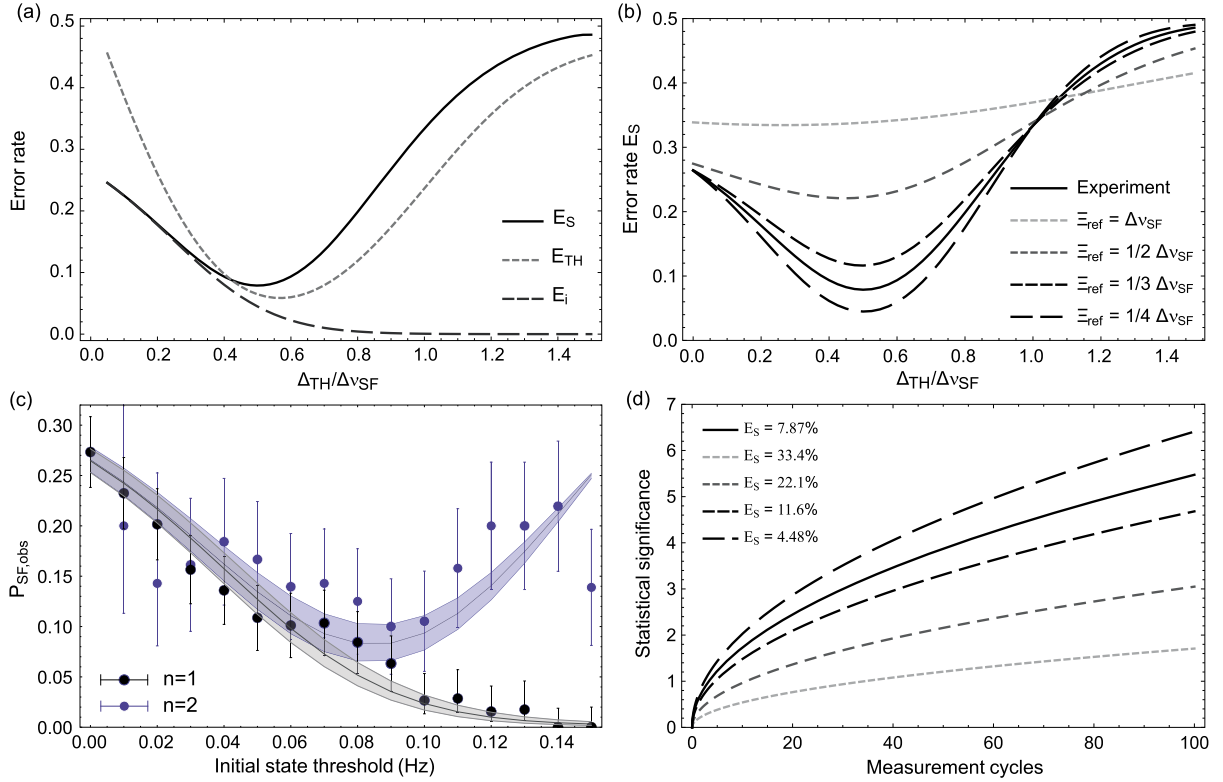 (a)
0.5
0.4
0.3
0.2
0.1
0.0
Error rate
E_S
E_TH
E_i
0.0 0.2 0.4 0.6 0.8 1.0 1.2 1.4
Δ_TH/Δν_SF
(b)
0.5
0.4
0.3
0.2
0.1
0.0
Error rate E_S
Experiment
Ξ_ref = Δν_SF
Ξ_ref = 1/2 Δν_SF
Ξ_ref = 1/3 Δν_SF
Ξ_ref = 1/4 Δν_SF
0.0 0.2 0.4 0.6 0.8 1.0 1.2 1.4
Δ_TH/Δν_SF
(c)
0.30
0.25
0.20
0.15
0.10
0.05
0.00
P_SF,obs
n=1
n=2
0.00 0.02 0.04 0.06 0.08 0.10 0.12 0.14
Initial state threshold (Hz)
(d)
7
6
5
4
3
2
1
0
Statistical significance
E_S = 7.87%
E_S = 33.4%
E_S = 22.1%
E_S = 11.6%
E_S = 4.48%
0 20 40 60 80 100
Measurement cycles